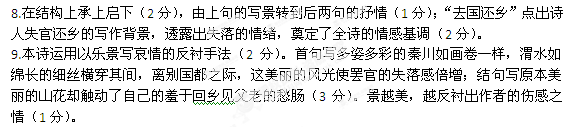 8.在结构上承上启下（2 分），由上句的写景转到后两句的抒情（1 分）；“去国还乡”点出诗
人失官还乡的写作背景，透露出失落的情绪，奠定了全诗的情感基调（2 分）。
9.本诗运用以乐景写哀情的反衬手法（2 分）。首句写多姿多彩的秦川如画卷一样，渭水如
绵长的细丝横穿其间，离别国都之际，这美丽的风光使罢官的失落感倍增；结句写原本美
丽的山花却触动了自己的羞于回乡见父老的愁肠（3 分）。景越美，越反衬出作者的伤感之
情（1 分）。